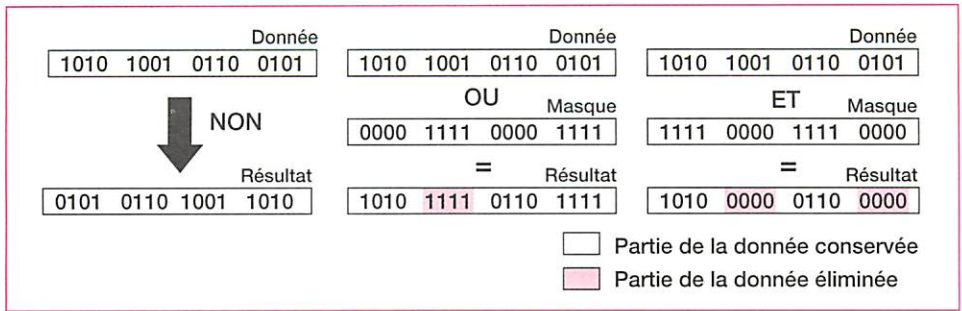 Donnée Donnée Donnée
1010 1001 0110 0101 1010 1001 0110 0101 1010 1001 0110 0101
NON OU Masque ET Masque
0000 1111 0000 1111 1111 0000 1111 0000
= =
Résultat Résultat Résultat
0101 0110 1001 1010 1010 1111 0110 1111 1010 0000 0110 0000
Partie de la donnée conservée
Partie de la donnée éliminée